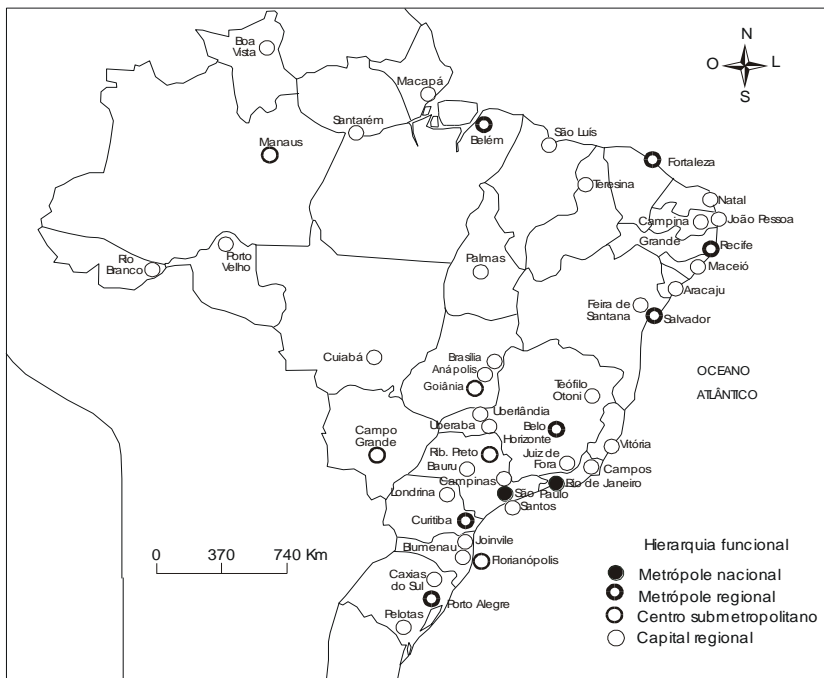 Boa
Vista
N
O
L
S
Macapá
Santarém
Belém
São Luís
Manaus
Fortaleza
Teresina
Natal
Campina
Grande
João Pessoa
Recife
Rio
Branco
Porto
Velho
Palmas
Maceió
Aracaju
Feira de
Santana
Salvador
Cuiabá
Brasília
Anápolis
Goiânia
OCEANO
ATLÂNTICO
Teófilo
Otoni
Uberlândia
Uberaba
Belo
Horizonte
Campo
Grande
Vitória
Rib. Preto
Juiz de
Fora
Bauru
Campos
Campinas
Rio de Janeiro
São Paulo
Londrina
Santos
Curitiba
Joinvile
Blumenau
Florianópolis
Caxias
do Sul
Porto Alegre
Pelotas
0 370 740 Km
Hierarquia funcional
Metrópole nacional
Metrópole regional
Centro submetropolitano
Capital regional